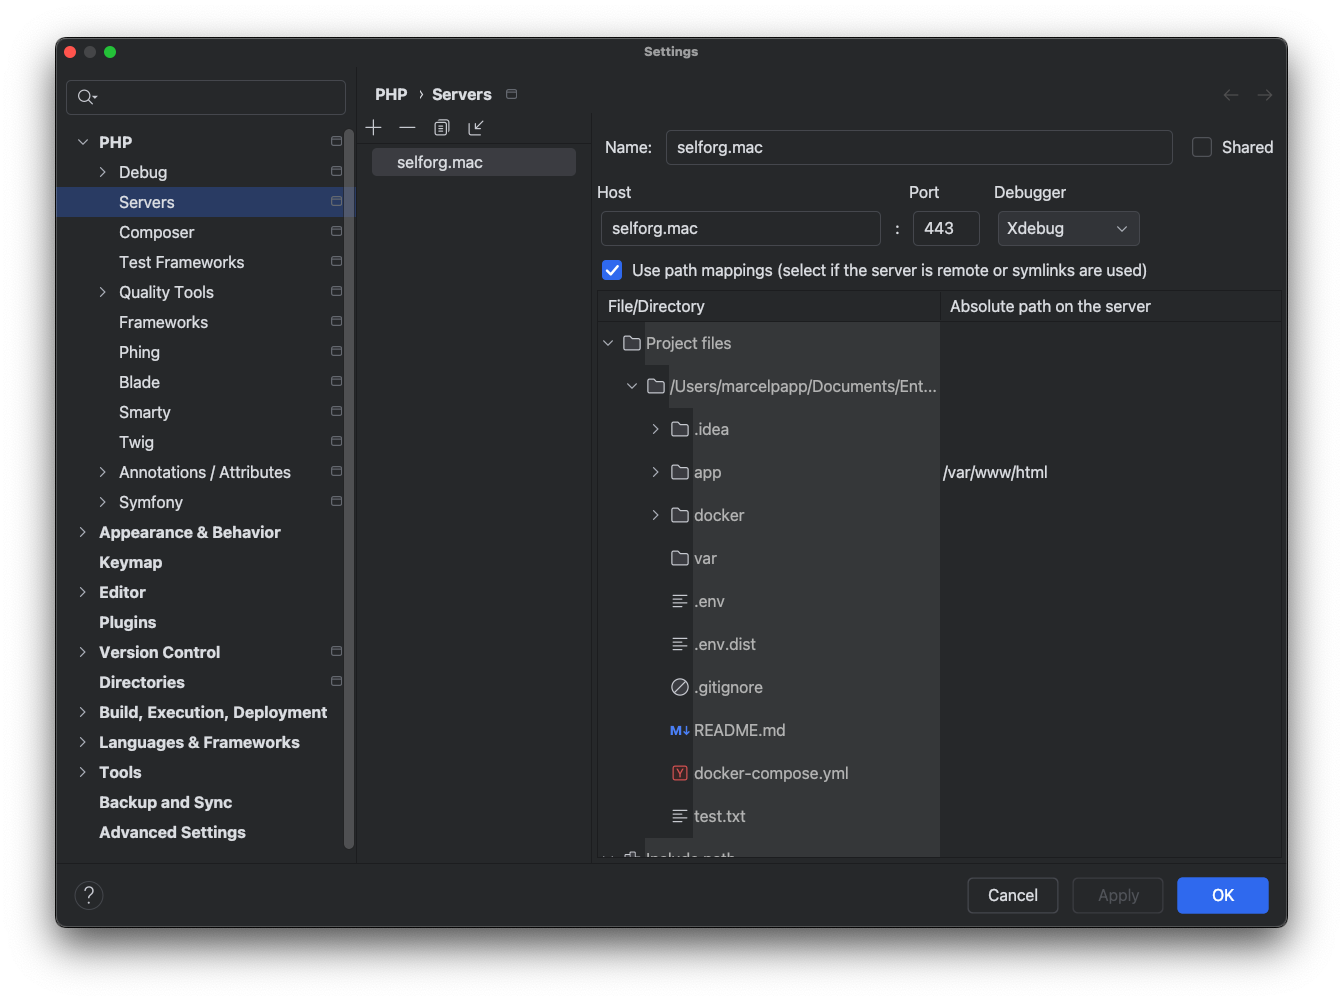 Settings
PHP › Servers
PHP
Debug
Servers
Composer
Test Frameworks
Quality Tools
Frameworks
Phing
Blade
Smarty
Twig
Annotations / Attributes
Symfony
Appearance & Behavior
Keymap
Editor
Plugins
Version Control
Directories
Build, Execution, Deployment
Languages & Frameworks
Tools
Backup and Sync
Advanced Settings
selforg.mac
Name: selforg.mac Shared
Host Port Debugger
selforg.mac : 443 Xdebug
Use path mappings (select if the server is remote or symlinks are used)
File/Directory Absolute path on the server
Project files
/Users/marcelpapp/Documents/Ent...
.idea
app /var/www/html
docker
var
.env
.env.dist
.gitignore
M↓ README.md
Y docker-compose.yml
test.txt
Include path
? Cancel Apply OK